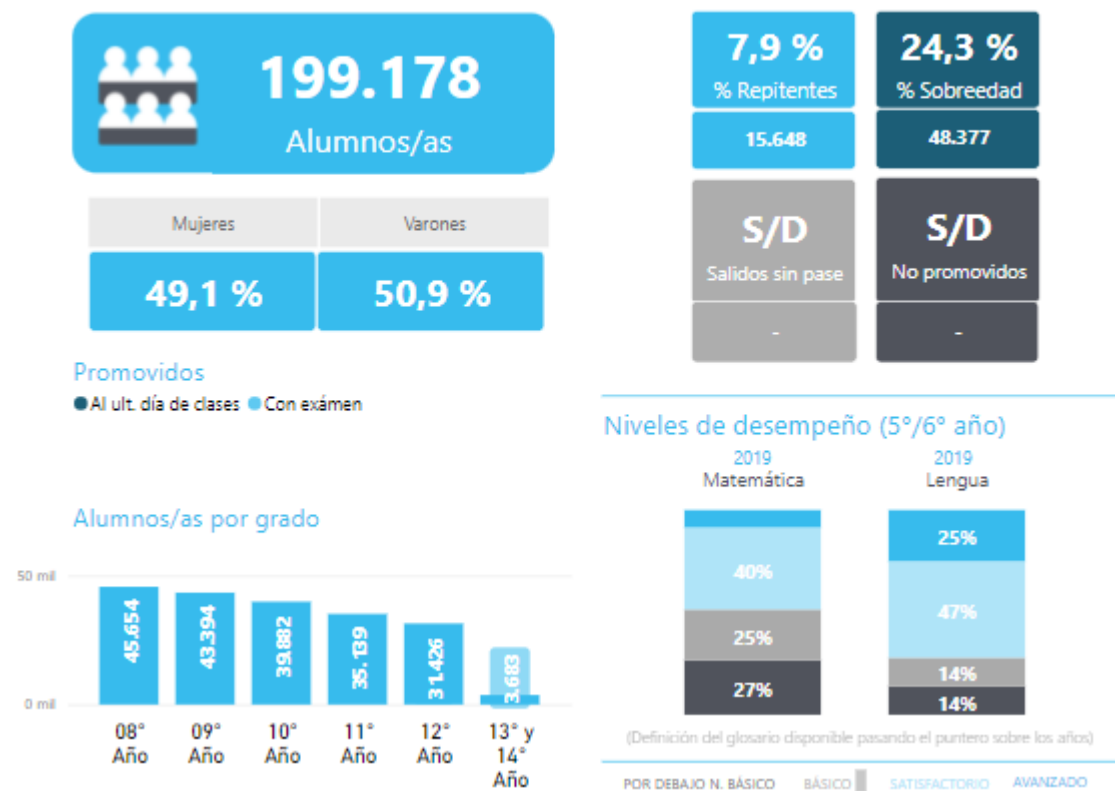 199.178
Alumnos/as
Mujeres Varones
49,1 % 50,9 %
Promovidos
Al ult. día de clases Con exámen
Alumnos/as por grado
50 mil
45.654 43.394 39.882 35.139 31.426 3.683
0 mil
08° 09° 10° 11° 12° 13° y
Año Año Año Año Año 14°
Año
7,9 % 24,3 %
% Repitentes % Sobreedad
15.648 48.377
S/D S/D
Salidos sin pase No promovidos
- -
Niveles de desempeño (5°/6° año)
2019 2019
Matemática Lengua
25%
40%
47%
25%
14%
27%
14%
(Definición del glosario disponible pasando el puntero sobre los años)
POR DEBAJO N. BÁSICO BÁSICO SATISFACTORIO AVANZADO